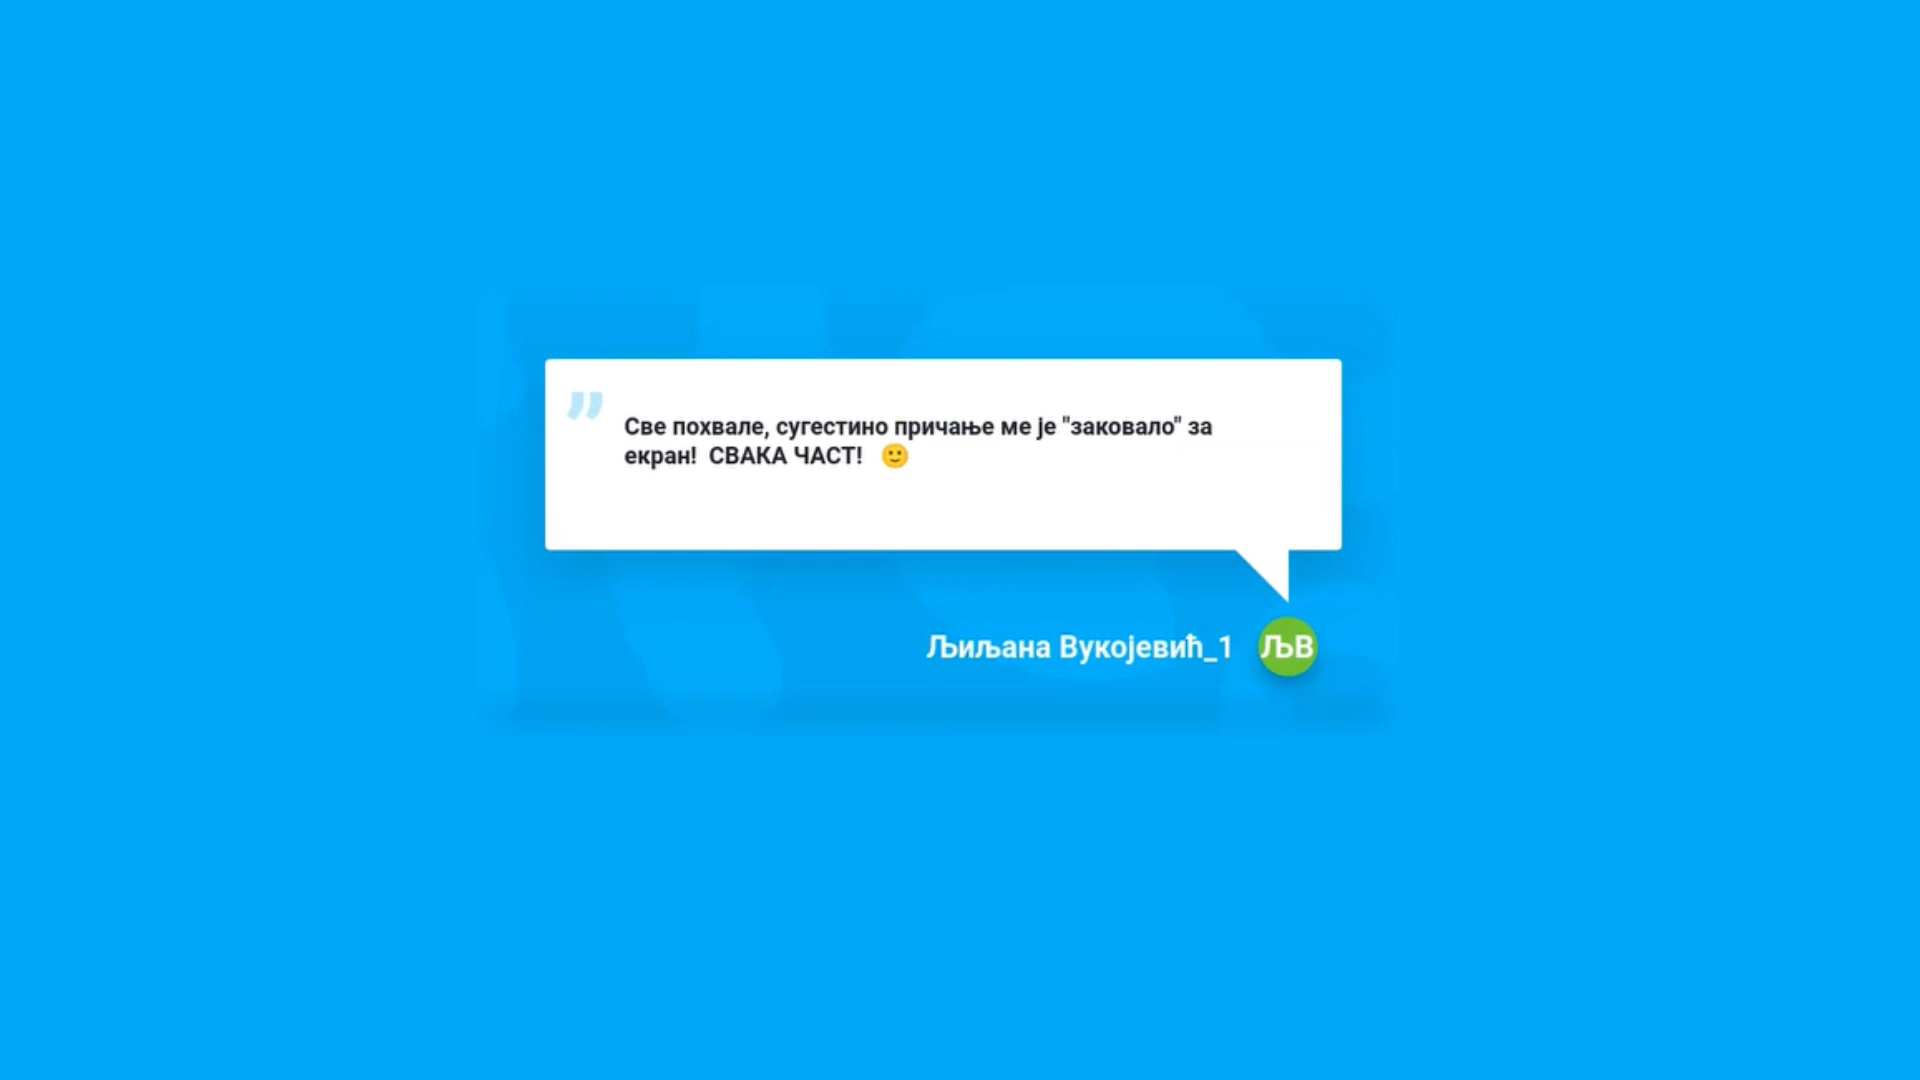 Све похвале, сугестино причање ме је "заковало" за
екран!  СВАКА ЧАСТ!   🙂
Љиљана Вукојевић_1
ЉВ